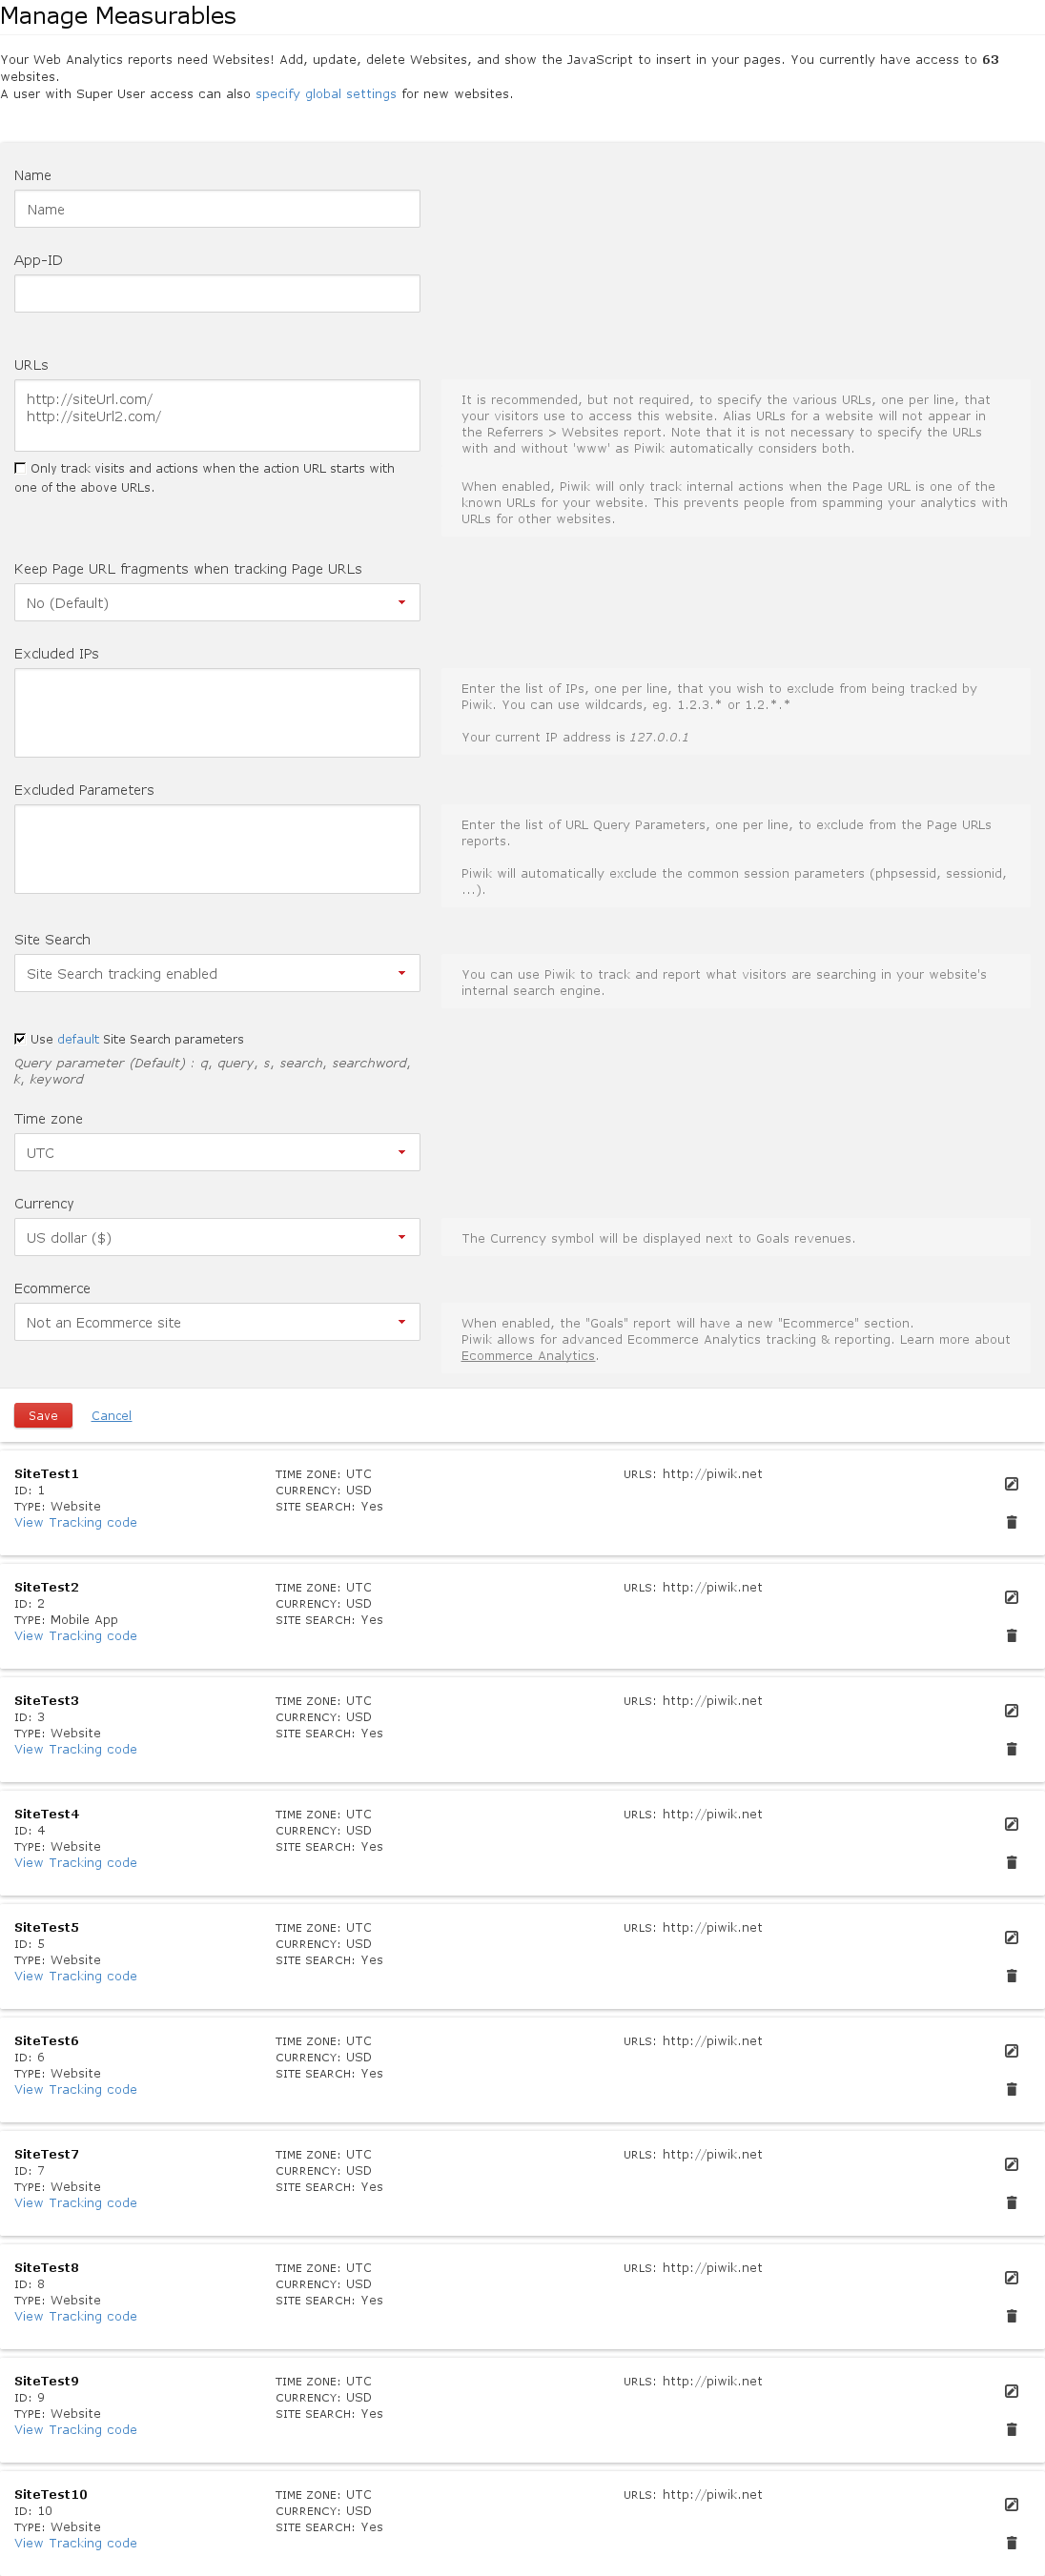 Manage Measurables
Your Web Analytics reports need Websites! Add, update, delete Websites, and show the JavaScript to insert in your pages. You currently have access to 63
websites.
A user with Super User access can also specify global settings for new websites.
Name
Name
App-ID
URLs
http://siteUrl.com/
http://siteUrl2.com/
It is recommended, but not required, to specify the various URLs, one per line, that
your visitors use to access this website. Alias URLs for a website will not appear in
the Referrers > Websites report. Note that it is not necessary to specify the URLs
with and without 'www' as Piwik automatically considers both.
Only track visits and actions when the action URL starts with
one of the above URLs.
When enabled, Piwik will only track internal actions when the Page URL is one of the
known URLs for your website. This prevents people from spamming your analytics with
URLs for other websites.
Keep Page URL fragments when tracking Page URLs
No (Default)
Excluded IPs
Enter the list of IPs, one per line, that you wish to exclude from being tracked by
Piwik. You can use wildcards, eg. 1.2.3.* or 1.2.*.*
Your current IP address is 127.0.0.1
Excluded Parameters
Enter the list of URL Query Parameters, one per line, to exclude from the Page URLs
reports.
Piwik will automatically exclude the common session parameters (phpsessid, sessionid,
...).
Site Search
Site Search tracking enabled
You can use Piwik to track and report what visitors are searching in your website's
internal search engine.
Use default Site Search parameters
Query parameter (Default) : q, query, s, search, searchword,
k, keyword
Time zone
UTC
Currency
US dollar ($)
The Currency symbol will be displayed next to Goals revenues.
Ecommerce
Not an Ecommerce site
When enabled, the "Goals" report will have a new "Ecommerce" section.
Piwik allows for advanced Ecommerce Analytics tracking & reporting. Learn more about
Ecommerce Analytics.
Save Cancel
SiteTest1 TIME ZONE: UTC URLS: http://piwik.net
ID: 1 CURRENCY: USD
TYPE: Website SITE SEARCH: Yes
View Tracking code
SiteTest2 TIME ZONE: UTC URLS: http://piwik.net
ID: 2 CURRENCY: USD
TYPE: Mobile App SITE SEARCH: Yes
View Tracking code
SiteTest3 TIME ZONE: UTC URLS: http://piwik.net
ID: 3 CURRENCY: USD
TYPE: Website SITE SEARCH: Yes
View Tracking code
SiteTest4 TIME ZONE: UTC URLS: http://piwik.net
ID: 4 CURRENCY: USD
TYPE: Website SITE SEARCH: Yes
View Tracking code
SiteTest5 TIME ZONE: UTC URLS: http://piwik.net
ID: 5 CURRENCY: USD
TYPE: Website SITE SEARCH: Yes
View Tracking code
SiteTest6 TIME ZONE: UTC URLS: http://piwik.net
ID: 6 CURRENCY: USD
TYPE: Website SITE SEARCH: Yes
View Tracking code
SiteTest7 TIME ZONE: UTC URLS: http://piwik.net
ID: 7 CURRENCY: USD
TYPE: Website SITE SEARCH: Yes
View Tracking code
SiteTest8 TIME ZONE: UTC URLS: http://piwik.net
ID: 8 CURRENCY: USD
TYPE: Website SITE SEARCH: Yes
View Tracking code
SiteTest9 TIME ZONE: UTC URLS: http://piwik.net
ID: 9 CURRENCY: USD
TYPE: Website SITE SEARCH: Yes
View Tracking code
SiteTest10 TIME ZONE: UTC URLS: http://piwik.net
ID: 10 CURRENCY: USD
TYPE: Website SITE SEARCH: Yes
View Tracking code